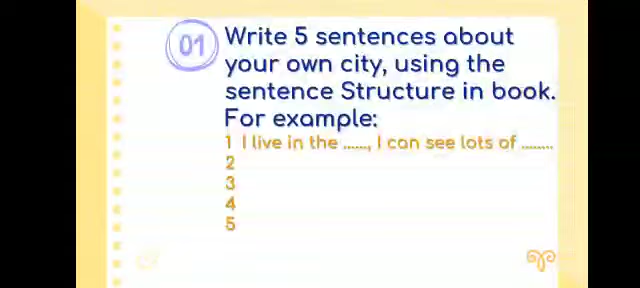 01 Write 5 sentences about
your own city, using the
sentence Structure in book.
For example:
1 I live in the ......, I can see lots of ........
2
3
4
5